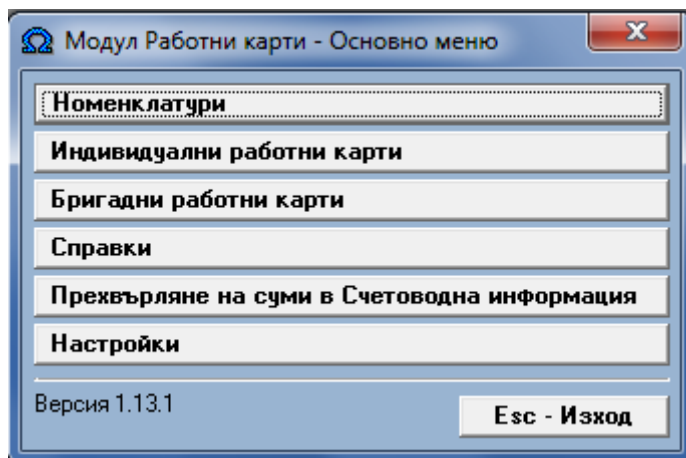 Модул Работни карти - Основно меню
Номенклатури
Индивидуални работни карти
Бригадни работни карти
Справки
Прехвърляне на суми в Счетоводна информация
Настройки
Версия 1.13.1
Esc - Изход